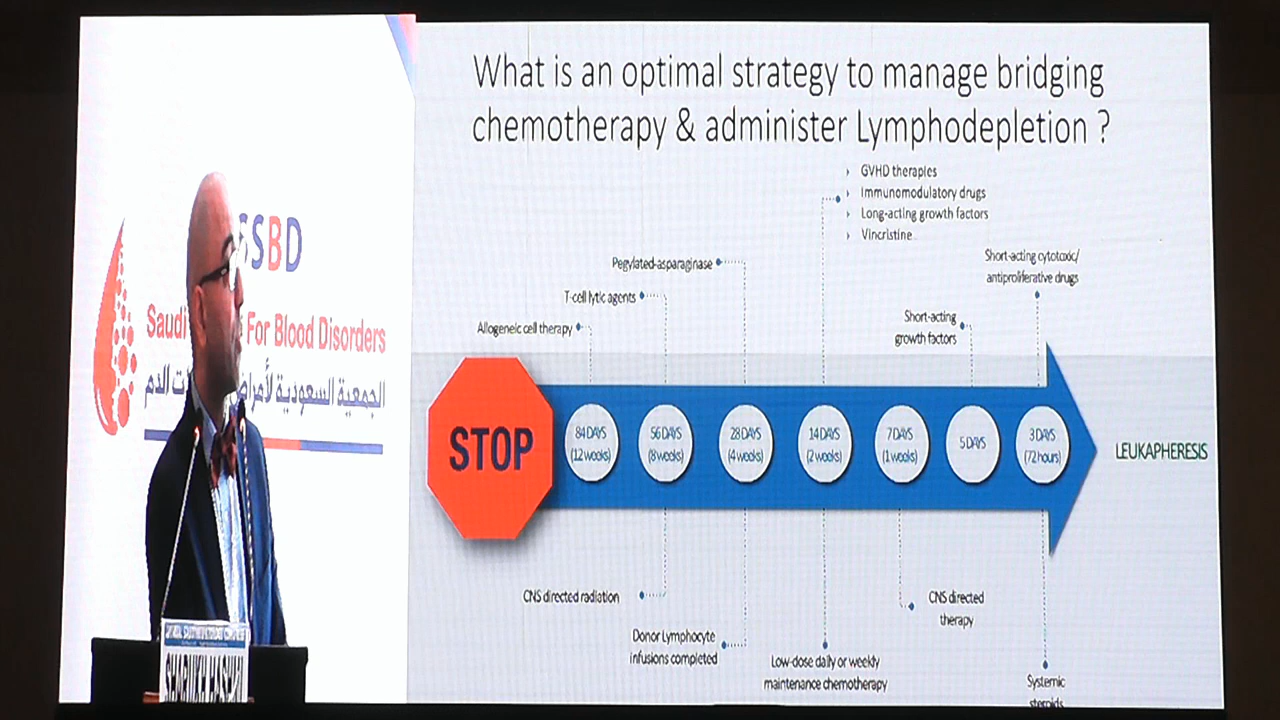 What is an optimal strategy to manage bridging
chemotherapy & administer Lymphodepletion ?
GVHD therapies
Immunomodulatory drugs
Long-acting growth factors
Vincristine
Short-acting cytotoxic/
antiproliferative drugs
Pegylated-asparaginase
T-cell lytic agents
Allogeneic cell therapy
Short-acting
growth factors
STOP
84 DAYS
(12 weeks)
56 DAYS
(8 weeks)
28 DAYS
(4 weeks)
14 DAYS
(2 weeks)
7 DAYS
(1 weeks)
5 DAYS
3 DAYS
(72 hours)
LEUKAPHERESIS
CNS directed radiation
Donor Lymphocyte
infusions completed
Low-dose daily or weekly
maintenance chemotherapy
CNS directed
therapy
Systemic
steroids
SSBD
Saudi For Blood Disorders
الجمعية السعودية الدم